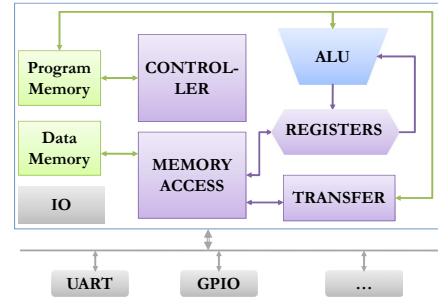 Program
Memory
CONTROL-
LER
ALU
Data
Memory
MEMORY
ACCESS
REGISTERS
IO
TRANSFER
UART
GPIO
...